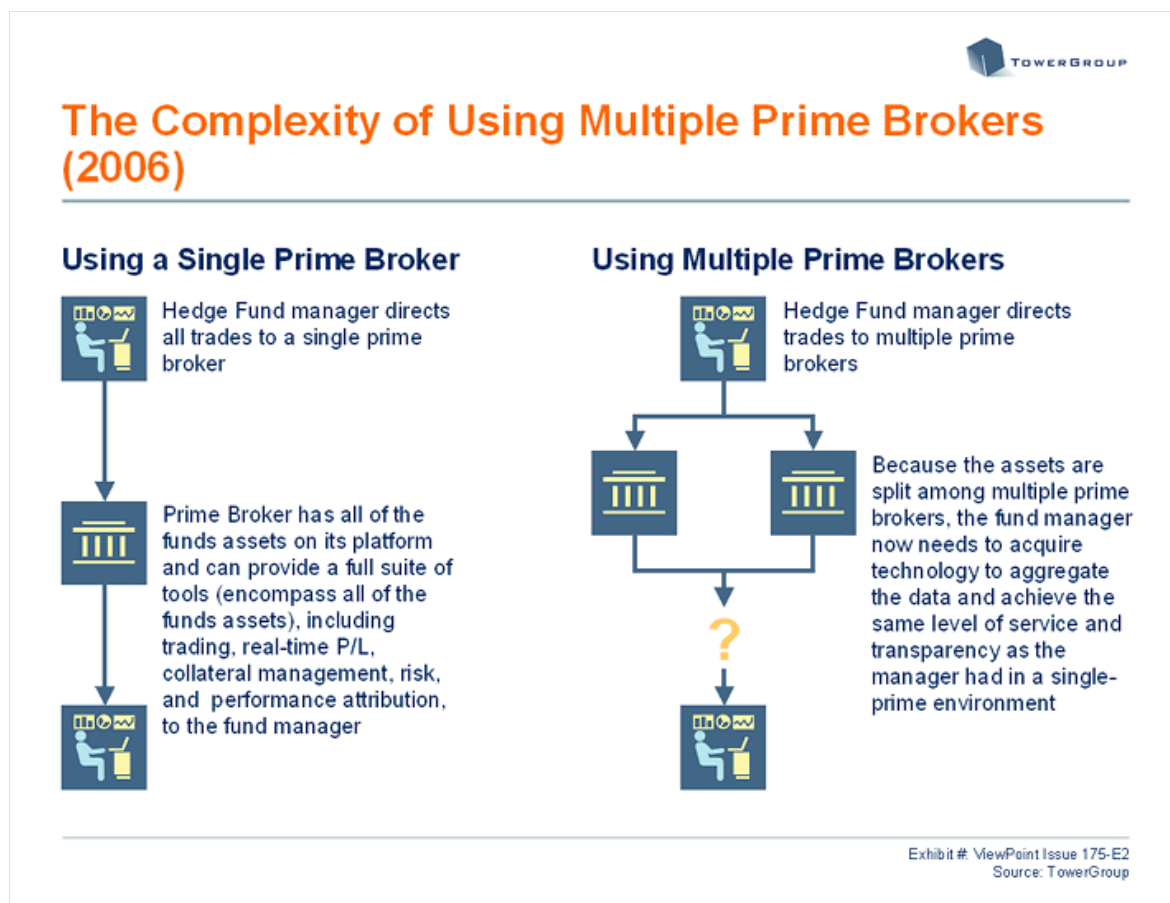 TOWERGROUP
The Complexity of Using Multiple Prime Brokers
(2006)
Using a Single Prime Broker
Hedge Fund manager directs
all trades to a single prime
broker
Prime Broker has all of the
funds assets on its platform
and can provide a full suite of
tools (encompass all of the
funds assets), including
trading, real-time P/L,
collateral management, risk,
and  performance attribution,
to the fund manager
Using Multiple Prime Brokers
Hedge Fund manager directs
trades to multiple prime
brokers
Because the assets are
split among multiple prime
brokers, the fund manager
now needs to acquire
technology to aggregate
the data and achieve the
same level of service and
transparency as the
manager had in a single-
prime environment
?
Exhibit #: ViewPoint Issue 175-E2
Source: TowerGroup